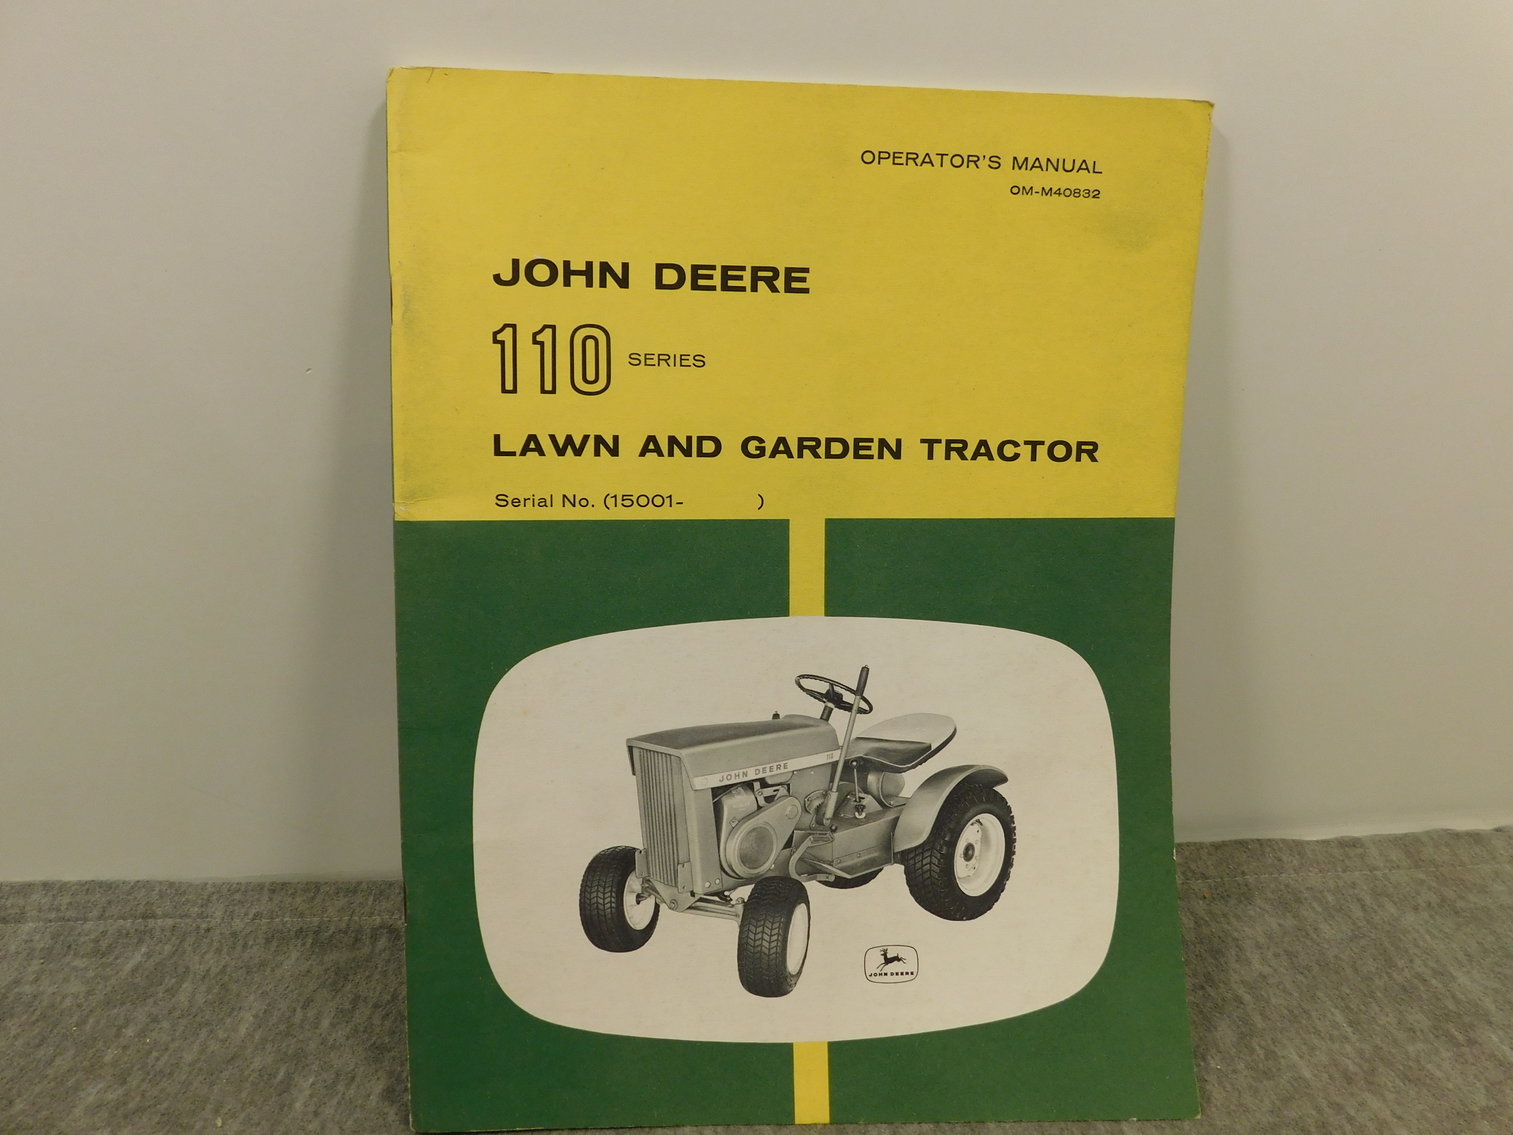 OPERATOR'S MANUAL
OM-M40832
JOHN DEERE
110 SERIES
LAWN AND GARDEN TRACTOR
Serial No. (15001- )
JOHN DEERE 110
JOHN DEERE